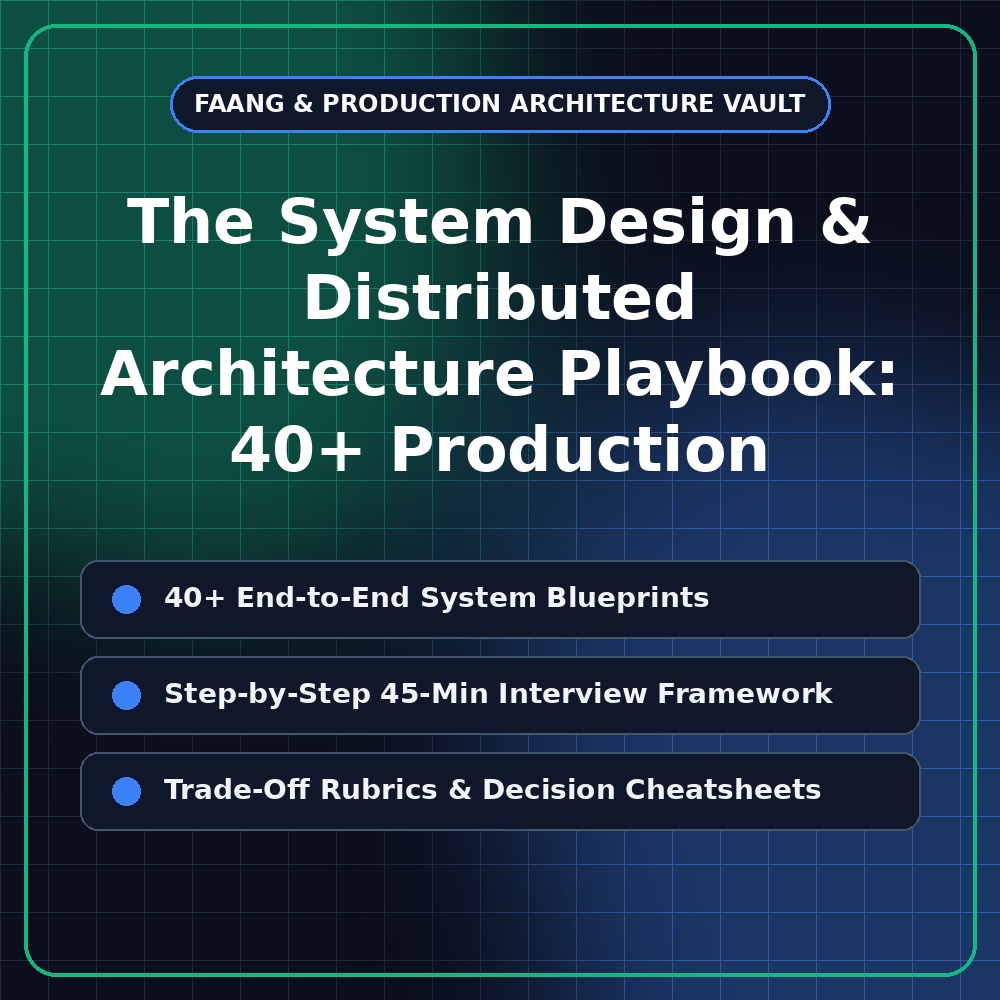 FAANG & PRODUCTION ARCHITECTURE VAULT
The System Design &
Distributed
Architecture Playbook:
40+ Production
40+ End-to-End System Blueprints
Step-by-Step 45-Min Interview Framework
Trade-Off Rubrics & Decision Cheatsheets